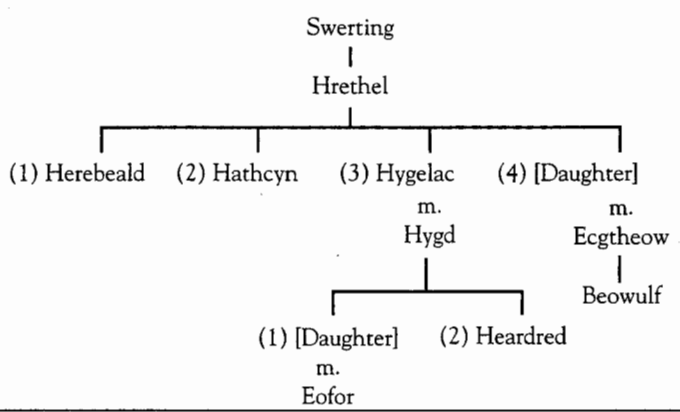 Swerting
Hrethel
(1) Herebeald (2) Hathcyn (3) Hygelac (4) [Daughter]
m. m.
Hygd Ecgtheow
Beowulf
(1) [Daughter] (2) Heardred
m.
Eofor